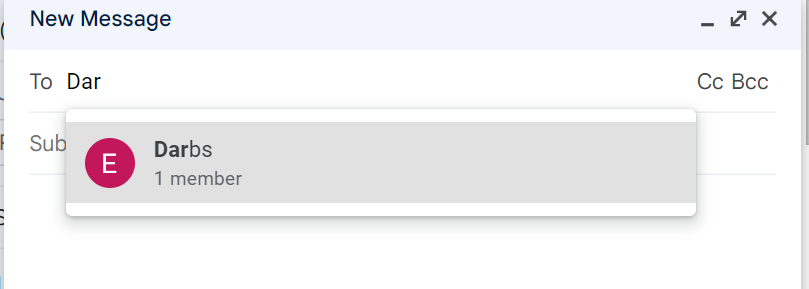 New Message
To Dar Cc Bcc
Darbs
E
1 member
Sub